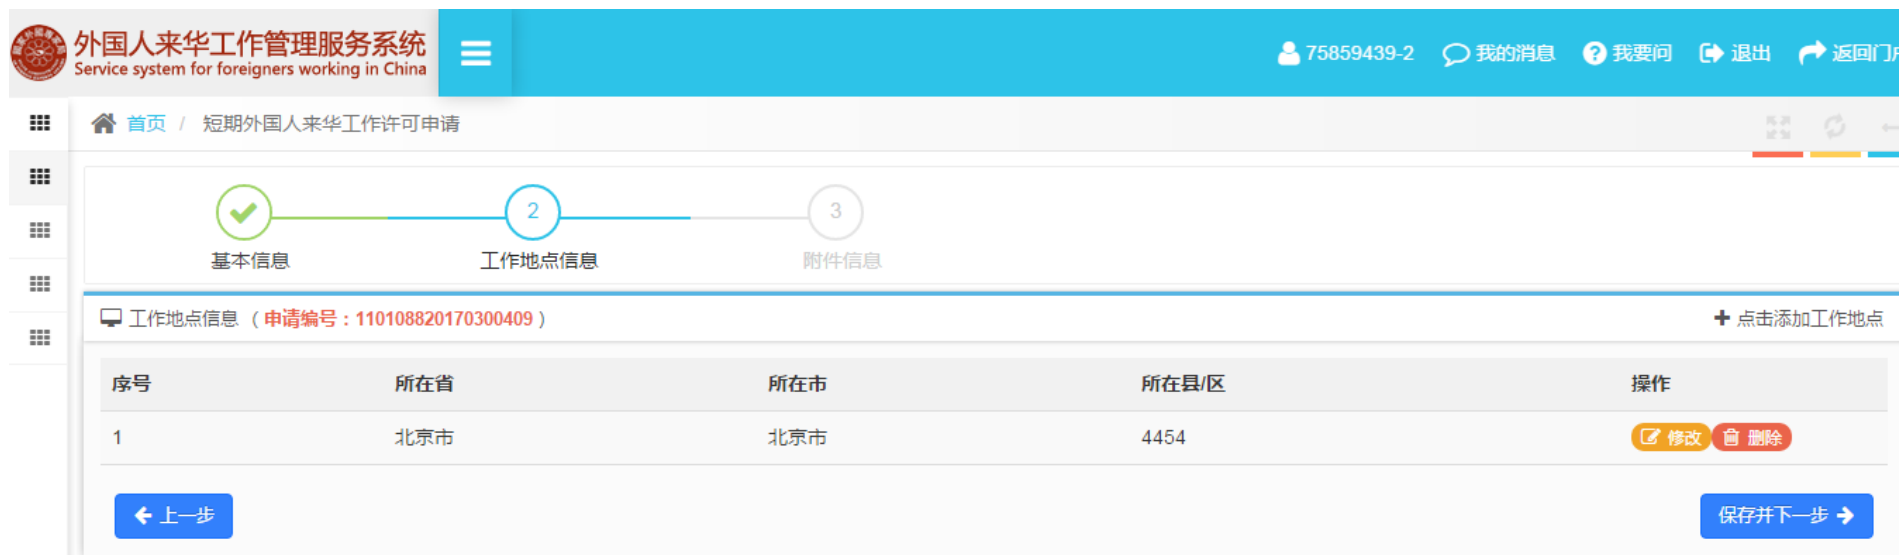 外国人来华工作管理服务系统
Service system for foreigners working in China
75859439-2 我的消息 我要问 退出 返回门户
首页 / 短期外国人来华工作许可申请
2 3
基本信息 工作地点信息 附件信息
工作地点信息 （申请编号：110108820170300409） 点击添加工作地点
序号 所在省 所在市 所在县/区 操作
1 北京市 北京市 4454 修改 删除
上一步 保存并下一步